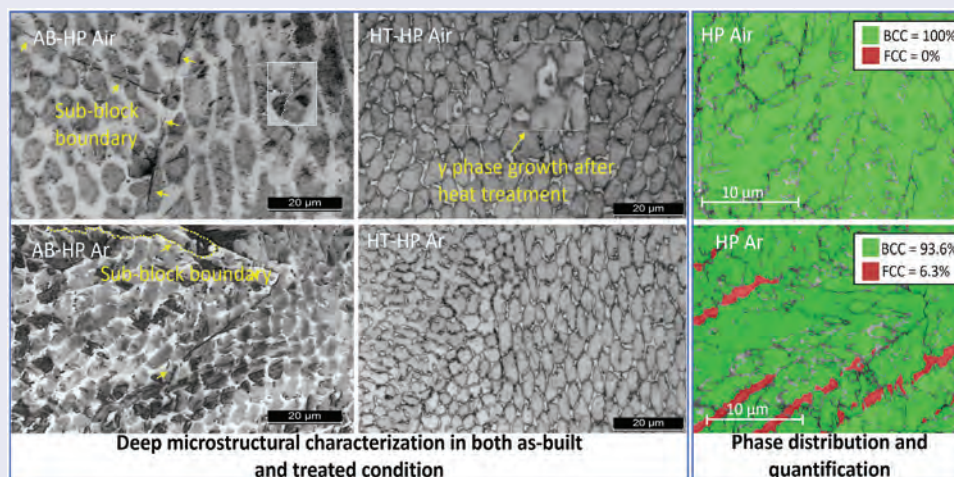 AB-HP Air
Sub-block
boundary
20 µm
HT-HP Air
γ phase growth after
heat treatment
20 µm
HP Air
BCC = 100%
FCC = 0%
10 µm
AB-HP Ar
Sub-block boundary
20 µm
HT-HP Ar
20 µm
HP Ar
BCC = 93.6%
FCC = 6.3%
10 µm
Deep microstructural characterization in both as-built
and treated condition
Phase distribution and
quantification